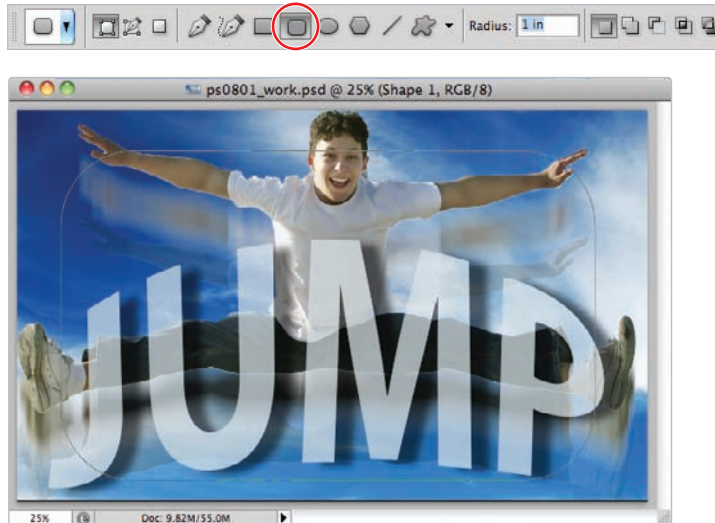 Radius: 1 in
ps0801_work.psd @ 25% (Shape 1, RGB/8)
JUMP
25% Doc: 9.82M/55.0M